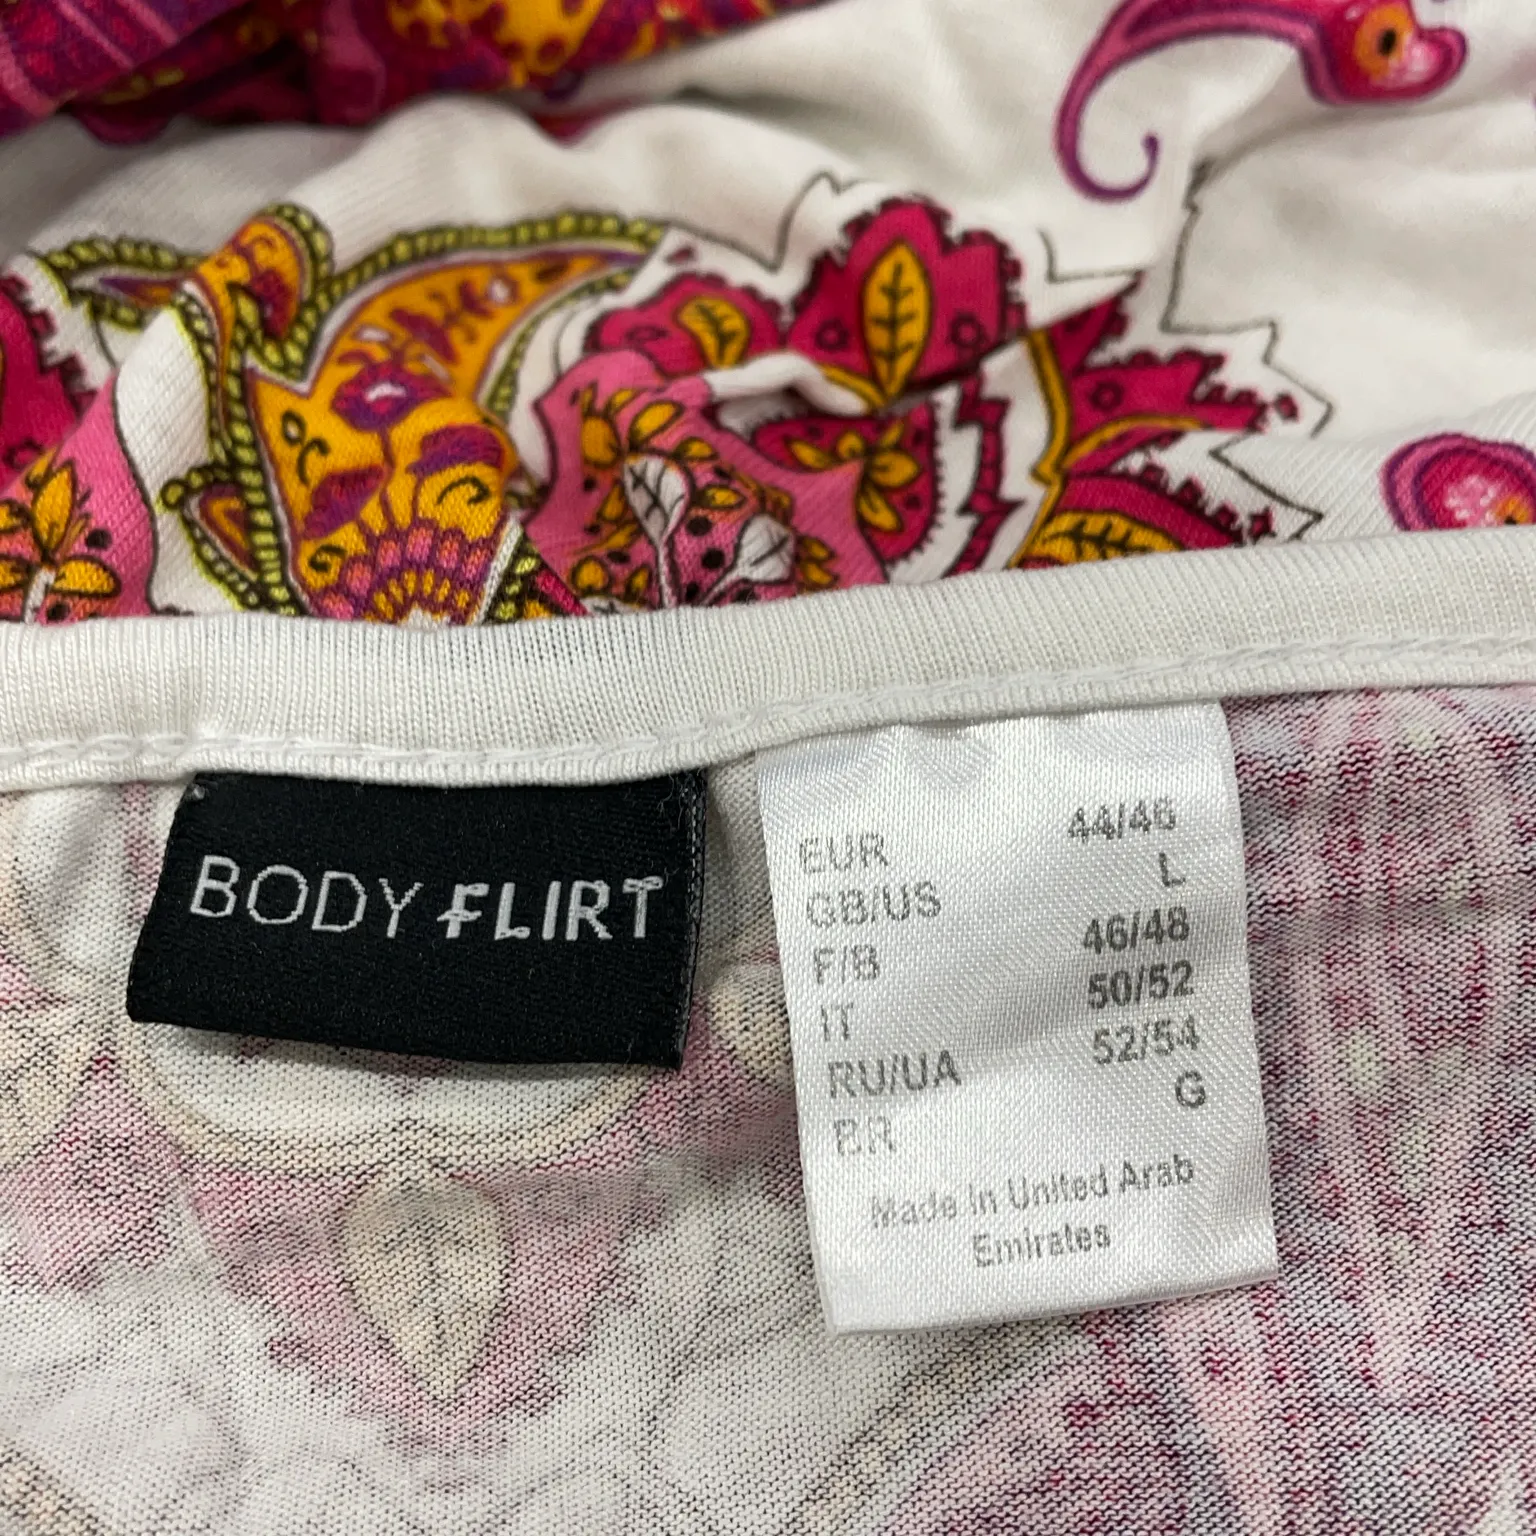 BODY FLIRT
EUR 44/46
GB/US L
F/B 46/48
IT 50/52
RU/UA 52/54
BR G
Made in United Arab
Emirates